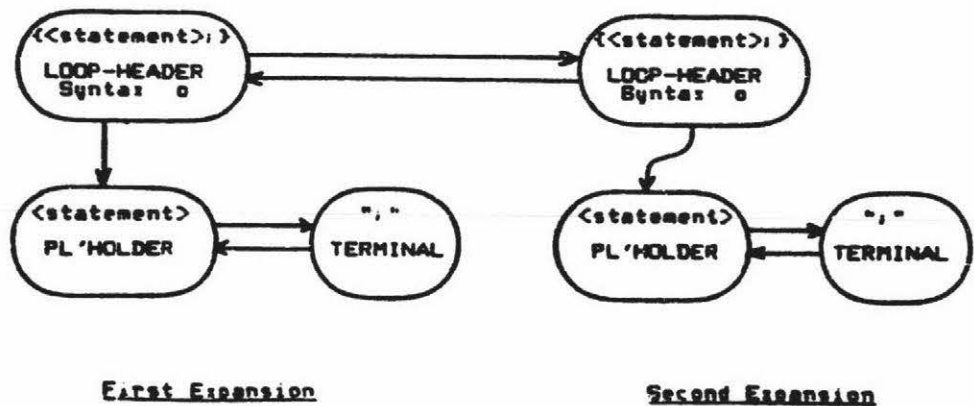 {<statement>;}
LOOP-HEADER
Syntax o
<statement>
PL'HOLDER
";"
TERMINAL
First Expansion
{<statement>;}
LOOP-HEADER
Syntax o
<statement>
PL'HOLDER
";"
TERMINAL
Second Expansion